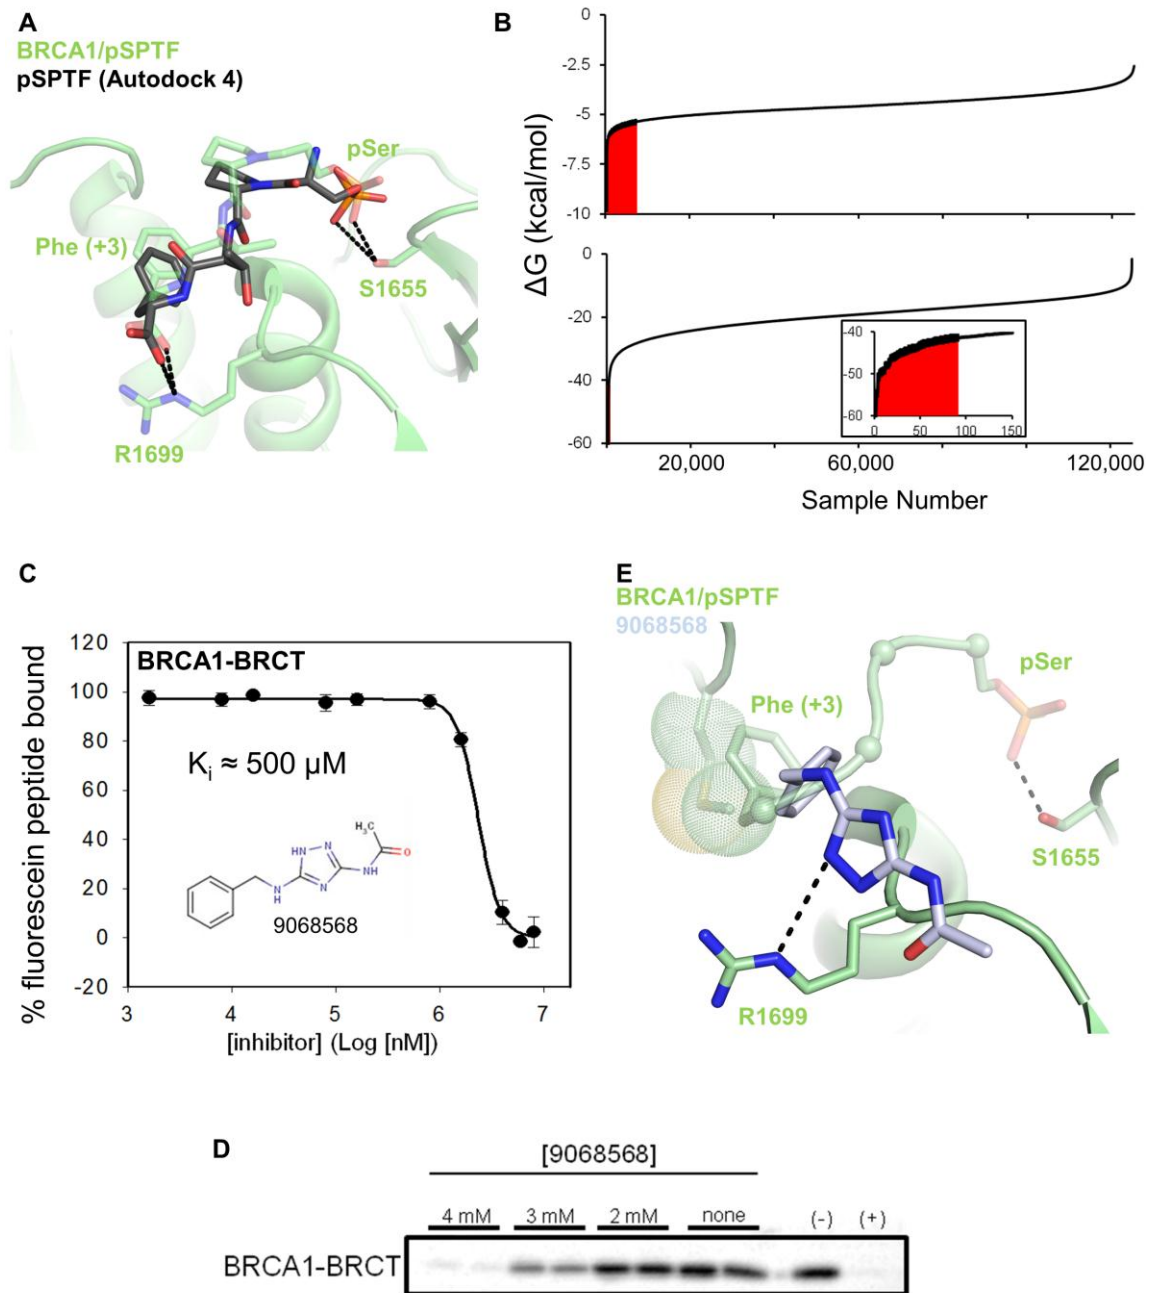 A
BRCA1/pSPTF
pSPTF (Autodock 4)
pSer
Phe (+3)
S1655
R1699
B
0
-2.5
-5
-7.5
-10
ΔG (kcal/mol)
0
-20
-40
-60
-40
-50
-60
0 50 100 150
20,000 60,000 120,000
Sample Number
C
% fluorescein peptide bound
120
100
80
60
40
20
0
-20
BRCA1-BRCT
Ki ≈ 500 µM
H₃C
HN N
O
N
H
N
NH
9068568
3 4 5 6 7
[inhibitor] (Log [nM])
E
BRCA1/pSPTF
9068568
pSer
Phe (+3)
S1655
R1699
D
[9068568]
4 mM 3 mM 2 mM none (-) (+)
BRCA1-BRCT